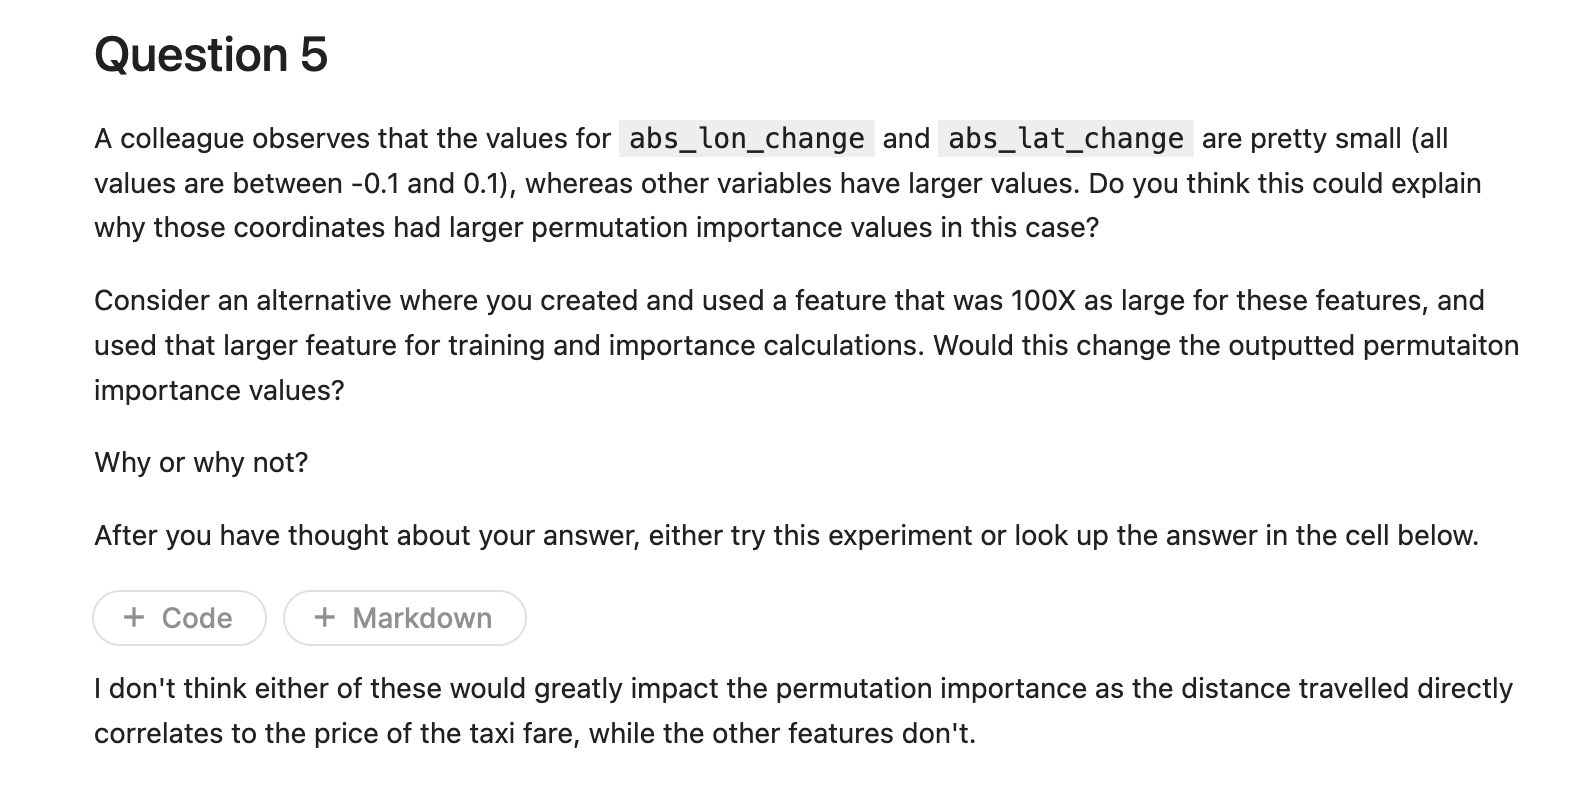 Question 5
A colleague observes that the values for abs_lon_change and abs_lat_change are pretty small (all
values are between -0.1 and 0.1), whereas other variables have larger values. Do you think this could explain
why those coordinates had larger permutation importance values in this case?
Consider an alternative where you created and used a feature that was 100X as large for these features, and
used that larger feature for training and importance calculations. Would this change the outputted permutaiton
importance values?
Why or why not?
After you have thought about your answer, either try this experiment or look up the answer in the cell below.
+ Code + Markdown
I don't think either of these would greatly impact the permutation importance as the distance travelled directly
correlates to the price of the taxi fare, while the other features don't.